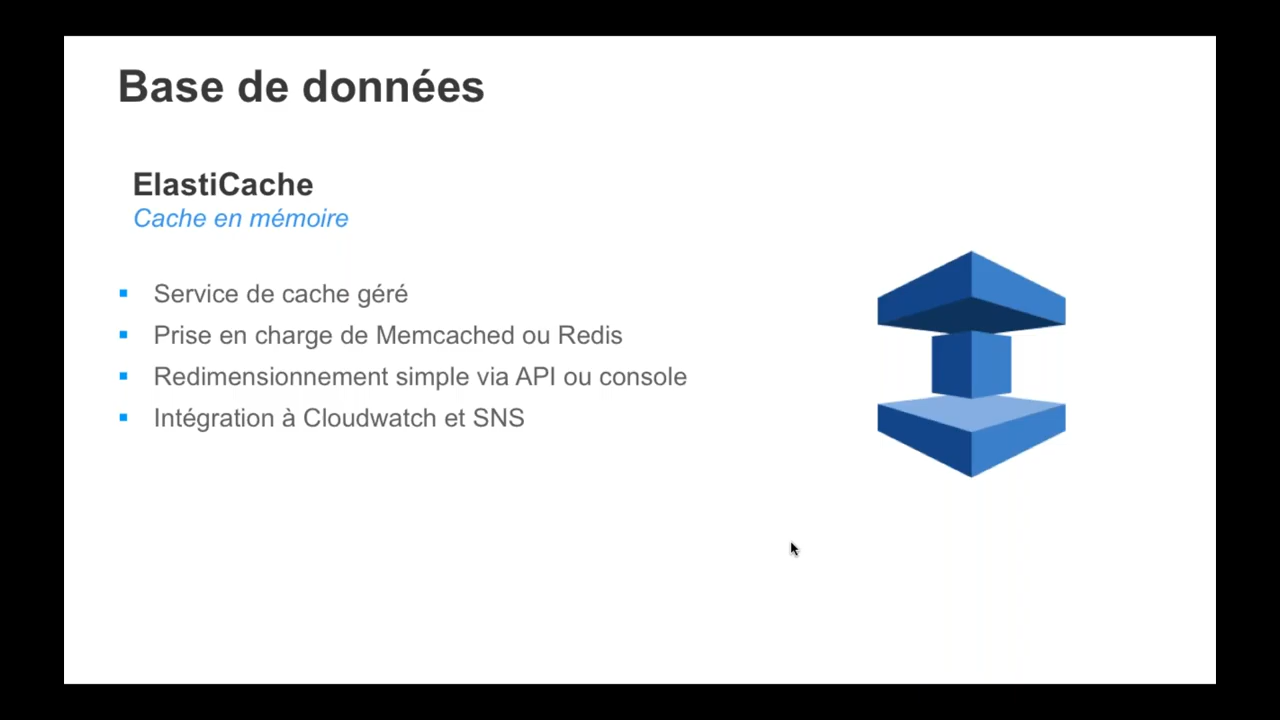 Base de données
ElastiCache
Cache en mémoire
Service de cache géré
Prise en charge de Memcached ou Redis
Redimensionnement simple via API ou console
Intégration à Cloudwatch et SNS